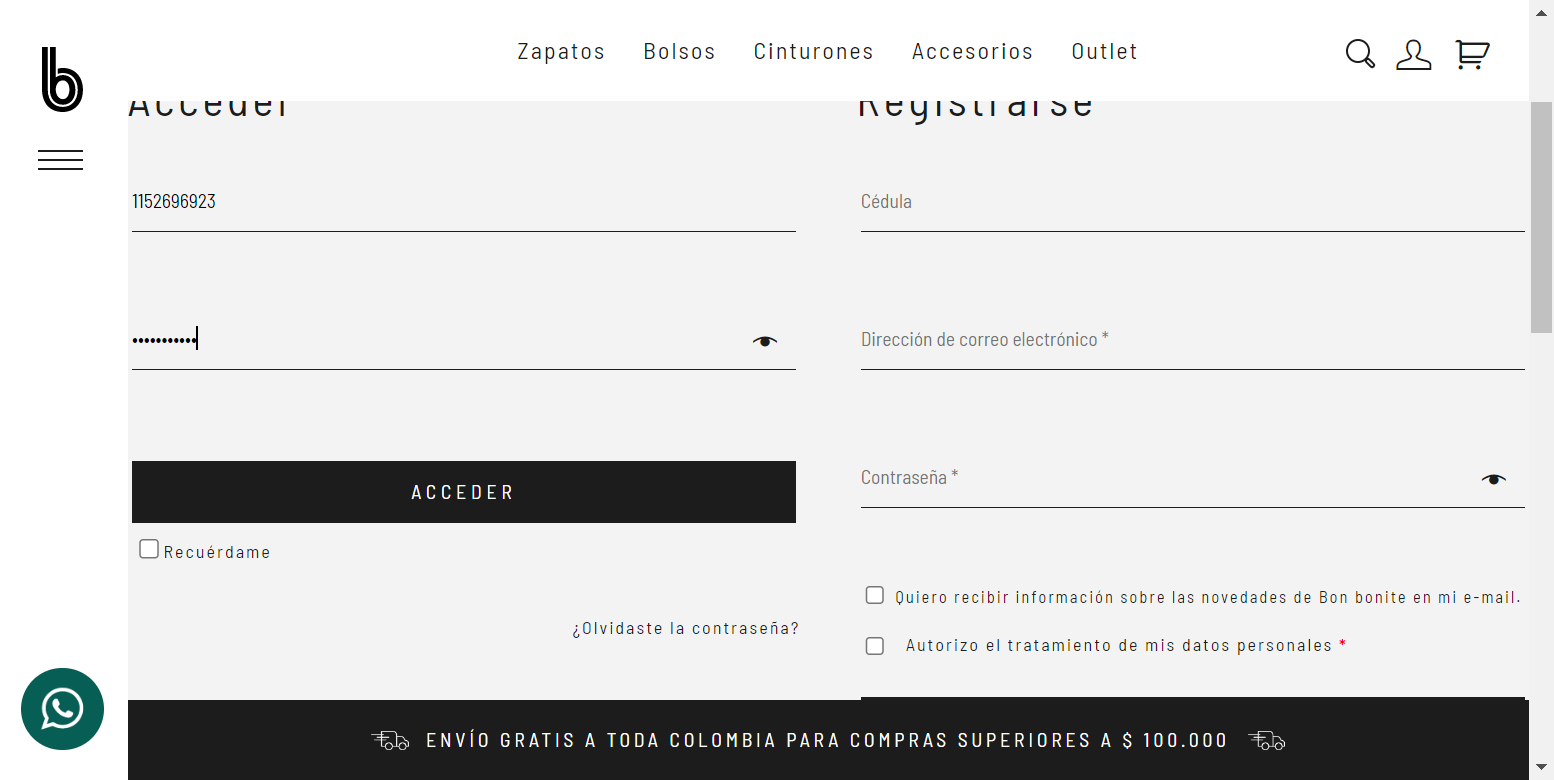 b
Zapatos Bolsos Cinturones Accesorios Outlet
Acceder
Registrarse
1152696923
•••••••••••
ACCEDER
Recuérdame
¿Olvidaste la contraseña?
Cédula
Dirección de correo electrónico *
Contraseña *
Quiero recibir información sobre las novedades de Bon bonite en mi e-mail.
Autorizo el tratamiento de mis datos personales *
ENVÍO GRATIS A TODA COLOMBIA PARA COMPRAS SUPERIORES A $ 100.000